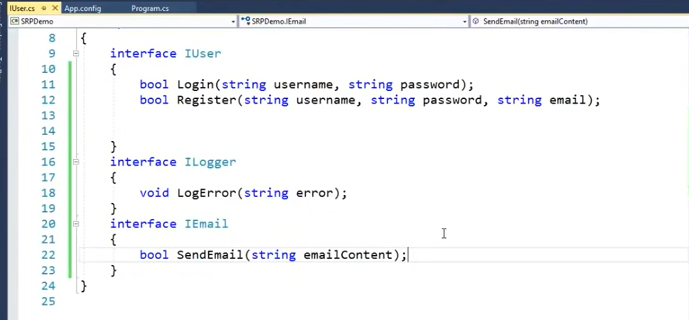 IUser.cs App.config Program.cs
SRPDemo SRPDemo.IEmail SendEmail(string emailContent)
8 {
9 interface IUser
10 {
11 bool Login(string username, string password);
12 bool Register(string username, string password, string email);
13
14
15 }
16 interface ILogger
17 {
18 void LogError(string error);
19 }
20 interface IEmail
21 {
22 bool SendEmail(string emailContent);
23 }
24 }
25